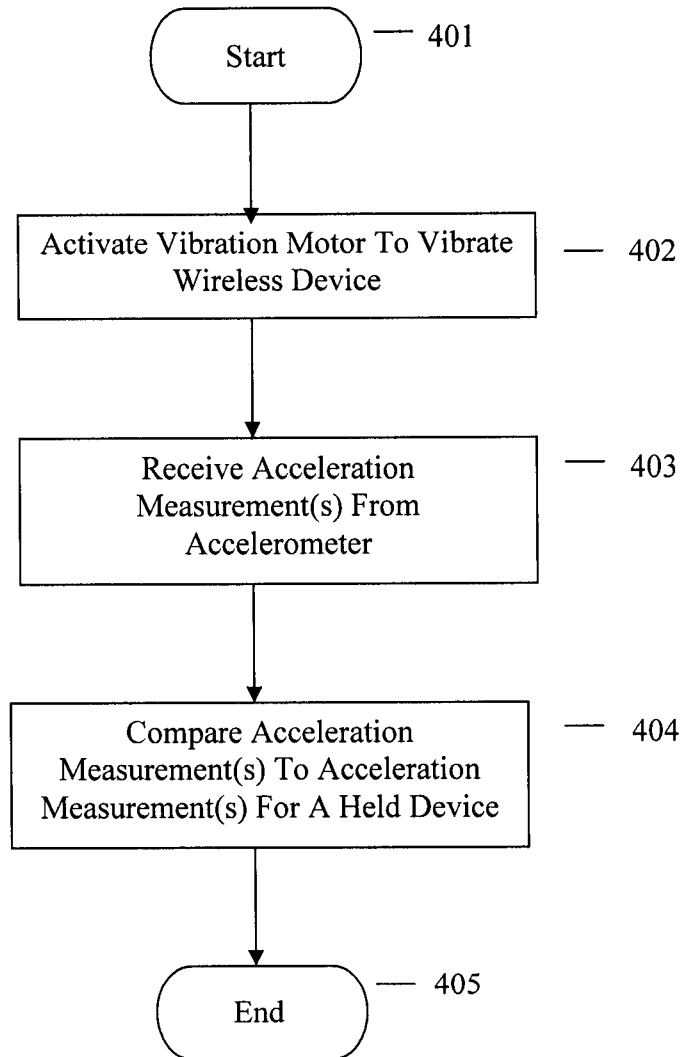 Start
401
Activate Vibration Motor To Vibrate
Wireless Device
402
Receive Acceleration
Measurement(s) From
Accelerometer
403
Compare Acceleration
Measurement(s) To Acceleration
Measurement(s) For A Held Device
404
End
405